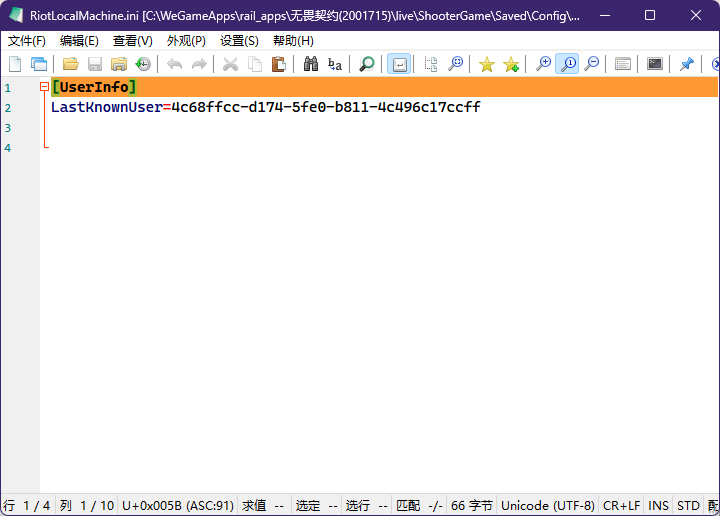 RiotLocalMachine.ini [C:\WeGameApps\rail_apps\无畏契约(2001715)\live\ShooterGame\Saved\Config\...
文件(F) 编辑(E) 查看(V) 外观(P) 设置(S) 帮助(H)
1 [UserInfo]
2 LastKnownUser=4c68ffcc-d174-5fe0-b811-4c496c17ccff
3
4
行 1 / 4 列 1 / 10 U+0x005B (ASC:91) 求值 -- 选定 -- 选行 -- 匹配 -/- 66 字节 Unicode (UTF-8) CR+LF INS STD 配